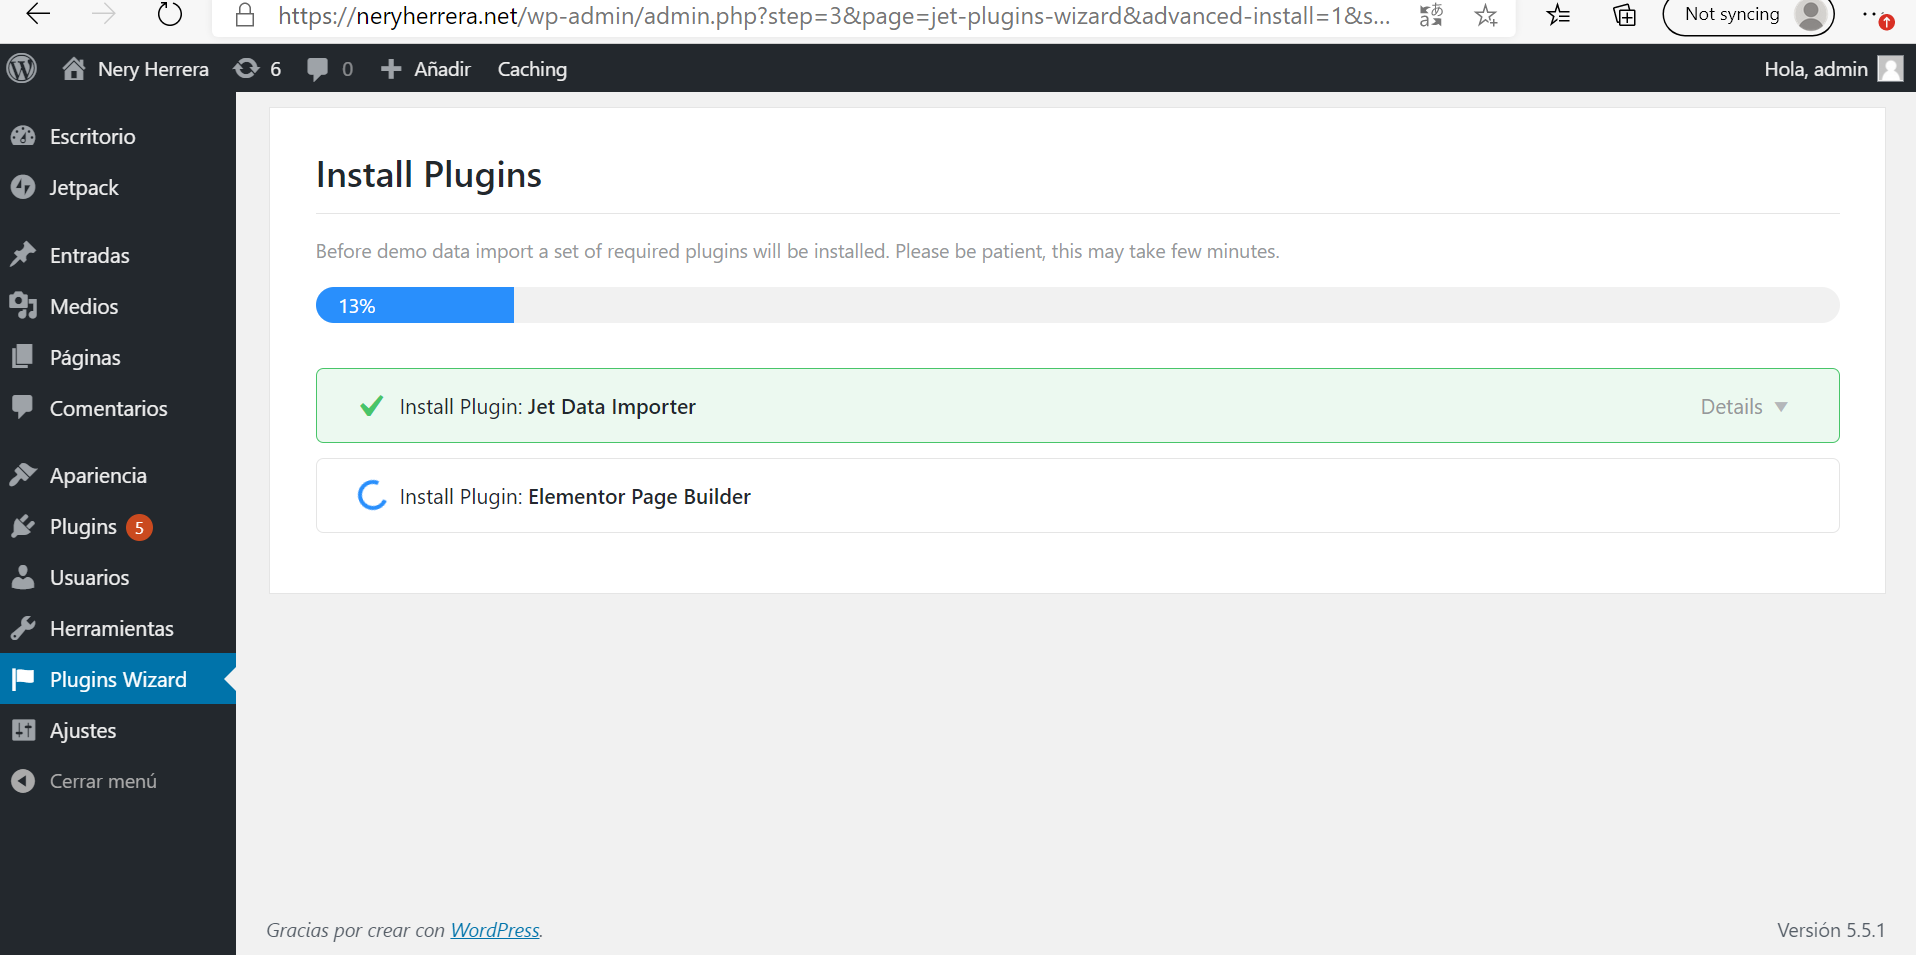 https://neryherrera.net/wp-admin/admin.php?step=3&page=jet-plugins-wizard&advanced-install=1&s...
Not syncing
Nery Herrera
6
0
Añadir
Caching
Hola, admin
Escritorio
Jetpack
Entradas
Medios
Páginas
Comentarios
Apariencia
Plugins 5
Usuarios
Herramientas
Plugins Wizard
Ajustes
Cerrar menú
Install Plugins
Before demo data import a set of required plugins will be installed. Please be patient, this may take few minutes.
13%
Install Plugin: Jet Data Importer
Details
Install Plugin: Elementor Page Builder
Gracias por crear con WordPress.
Versión 5.5.1